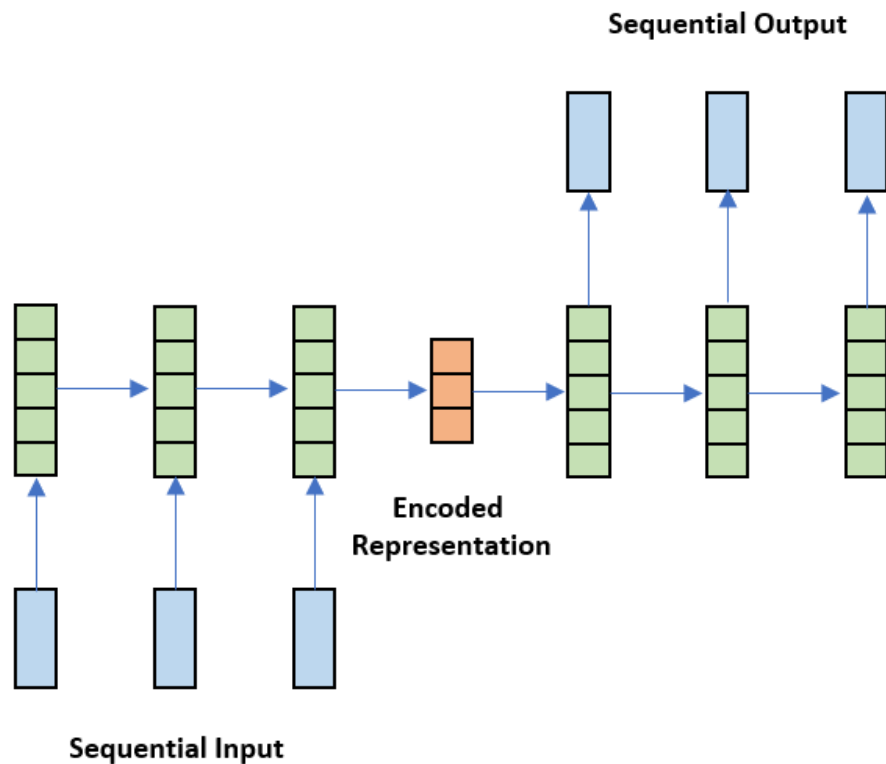 Sequential Output
Encoded
Representation
Sequential Input